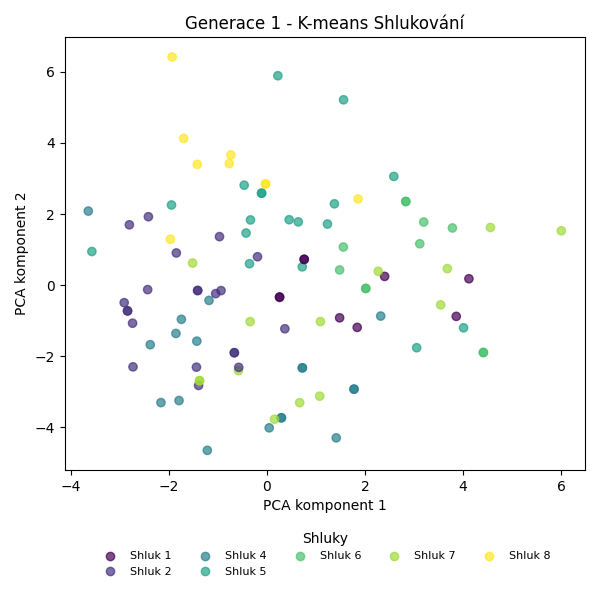 Generace 1 - K-means Shlukování
PCA komponent 2
6
4
2
0
−2
−4
−4 −2 0 2 4 6
PCA komponent 1
Shluky
Shluk 1 Shluk 4 Shluk 6 Shluk 7 Shluk 8
Shluk 2 Shluk 5